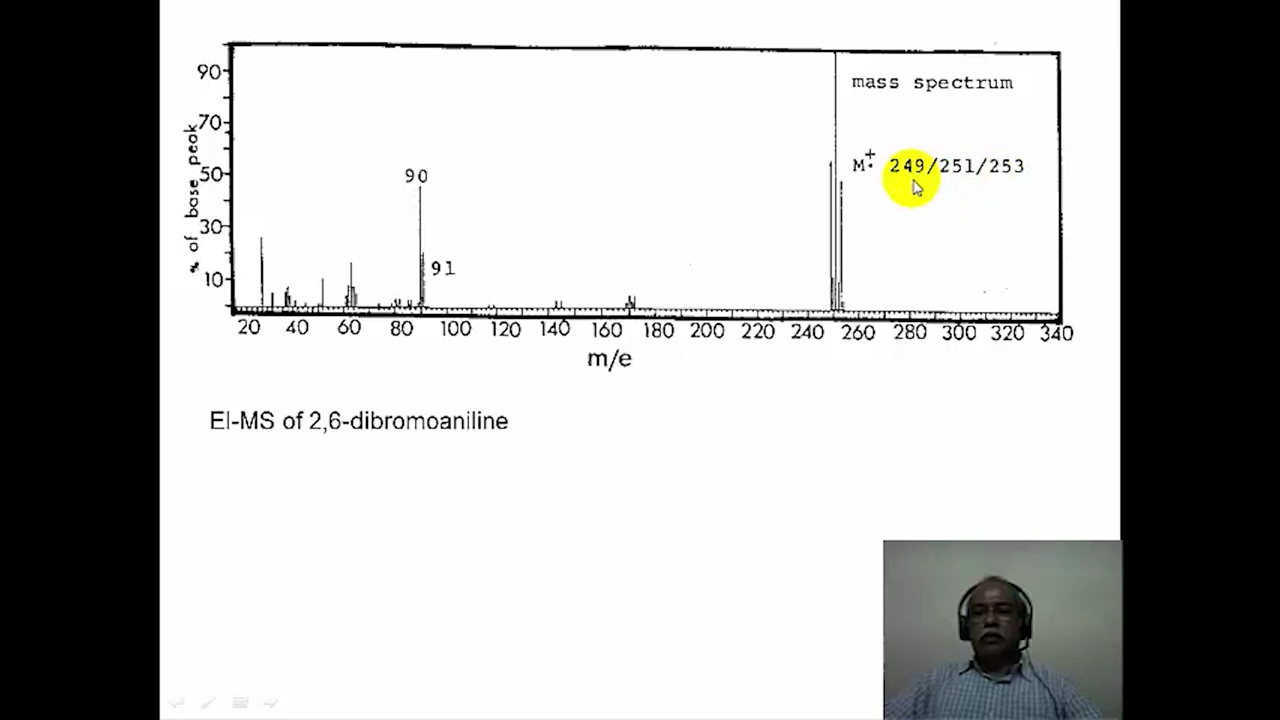 mass spectrum
M+• 249/251/253
% of base peak
90
70
50
30
10
90
91
20 40 60 80 100 120 140 160 180 200 220 240 260 280 300 320 340
m/e
EI-MS of 2,6-dibromoaniline